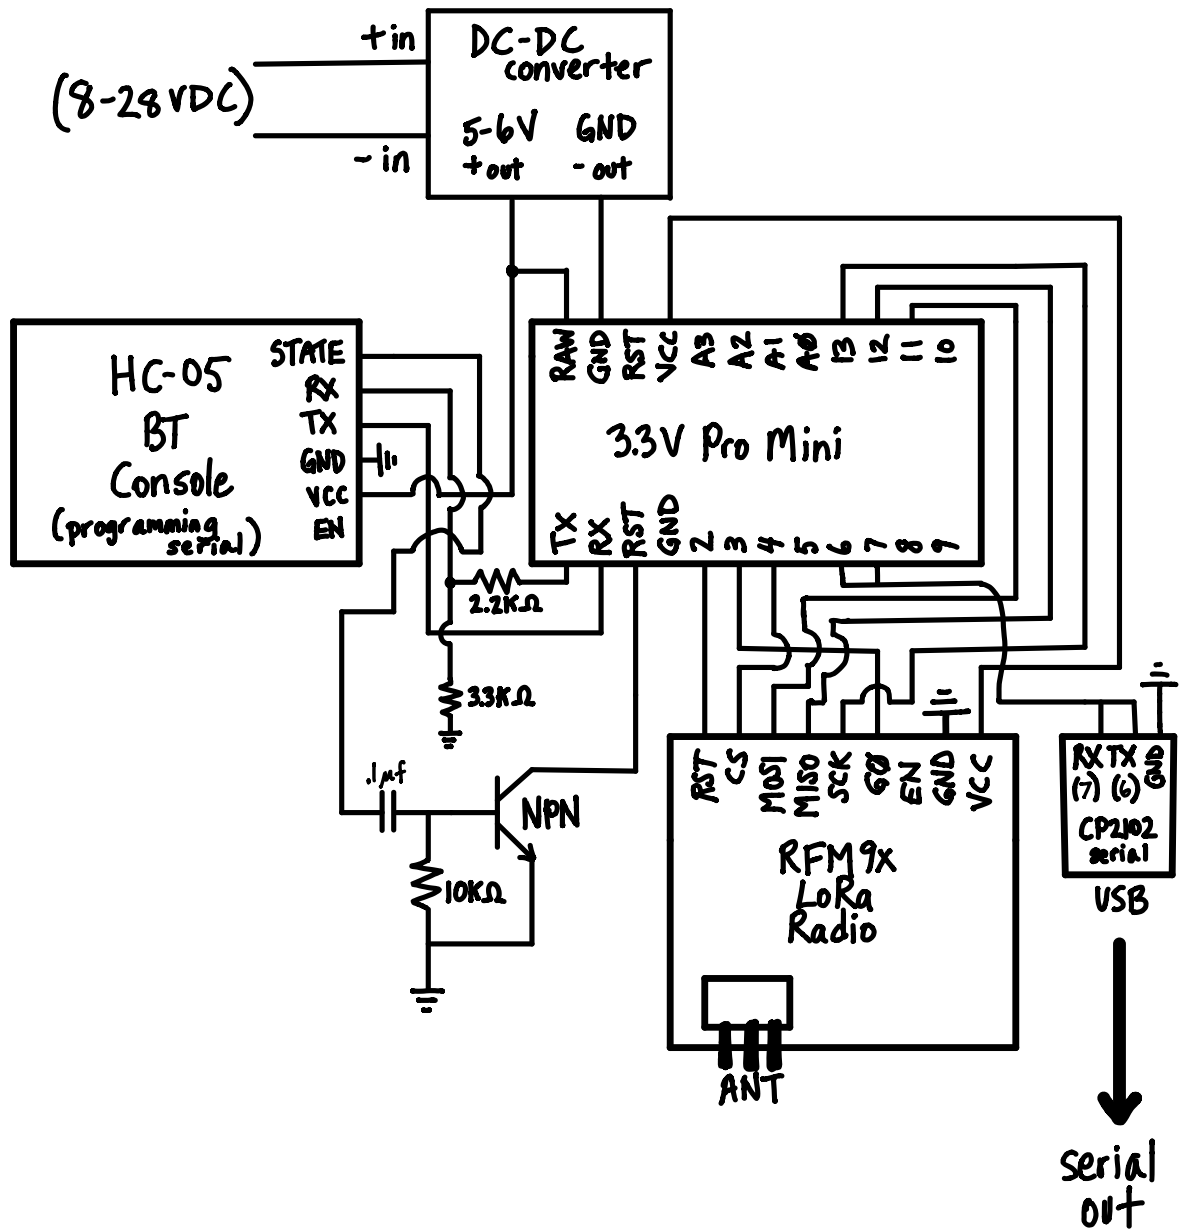 +in
DC-DC
converter
(8-28 VDC)
5-6V GND
+out -out
-in
STATE
RX
TX
GND
VCC
EN
HC-05
BT
Console
(programming
serial)
RAW GND RST VCC A3 A2 A1 A0 13 12 11 10
3.3V Pro Mini
TX RX RST GND 2 3 4 5 6 7 8 9
2.2KΩ
3.3KΩ
.1μf
NPN
10KΩ
RST CS MOSI MISO SCK G0 EN GND VCC
RFM9x
LoRa
Radio
ANT
RX TX GND
(7) (6)
CP2102
serial
USB
serial
out